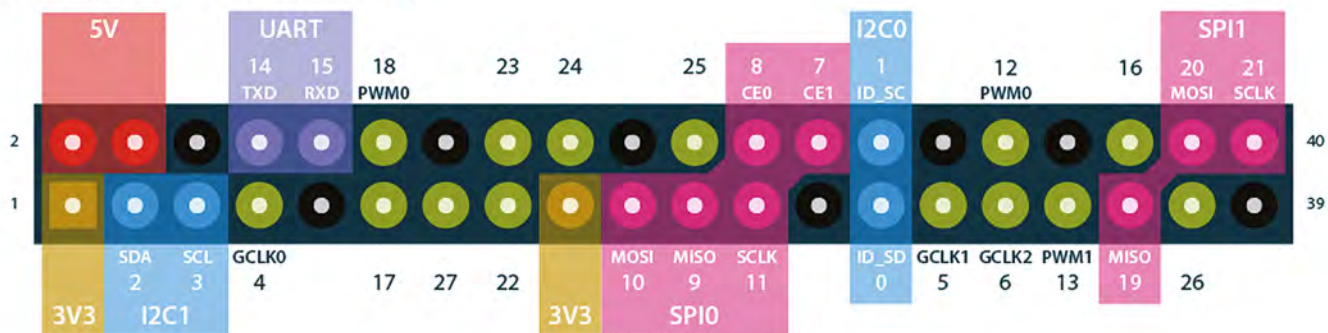 5V UART I2C0 SPI1
14 15 18 23 24 25 8 7 1 12 16 20 21
TXD RXD PWM0 CE0 CE1 ID_SC PWM0 MOSI SCLK
2 40
1 39
SDA SCL GCLK0 MOSI MISO SCLK ID_SD GCLK1 GCLK2 PWM1 MISO
2 3 4 17 27 22 10 9 11 0 5 6 13 19 26
3V3 I2C1 3V3 SPI0